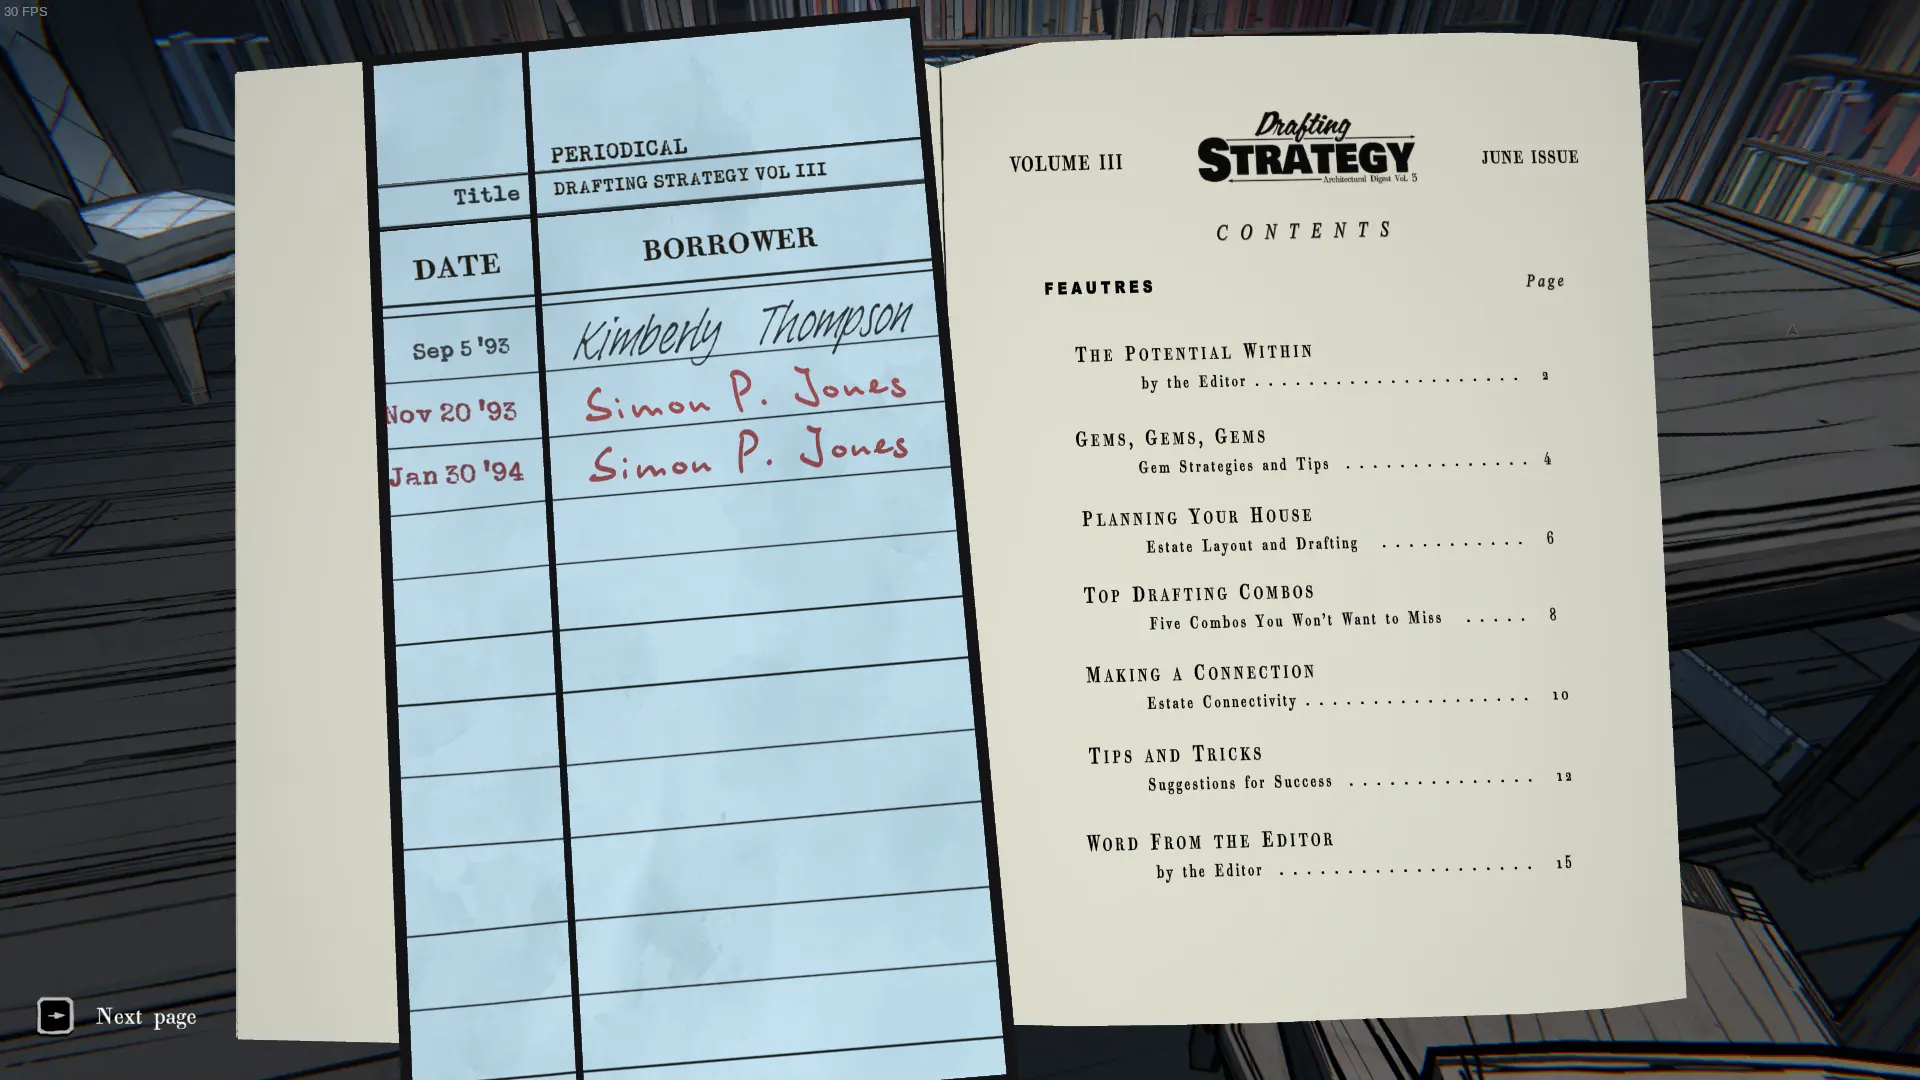 30 FPS
PERIODICAL
Title DRAFTING STRATEGY VOL III
DATE BORROWER
Sep 5 '93 Kimberly Thompson
Nov 20 '93 Simon P. Jones
Jan 30 '94 Simon P. Jones
VOLUME III
Drafting
STRATEGY
Architectural Digest Vol. 3
JUNE ISSUE
CONTENTS
FEAUTRES Page
THE POTENTIAL WITHIN
by the Editor . . . . . . . . . . . . . . . . . . . . 2
GEMS, GEMS, GEMS
Gem Strategies and Tips . . . . . . . . . . . . . . 4
PLANNING YOUR HOUSE
Estate Layout and Drafting . . . . . . . . . . . 6
TOP DRAFTING COMBOS
Five Combos You Won't Want to Miss . . . . . 8
MAKING A CONNECTION
Estate Connectivity . . . . . . . . . . . . . . . . . 10
TIPS AND TRICKS
Suggestions for Success . . . . . . . . . . . . . . 12
WORD FROM THE EDITOR
by the Editor . . . . . . . . . . . . . . . . . . . 15
Next page